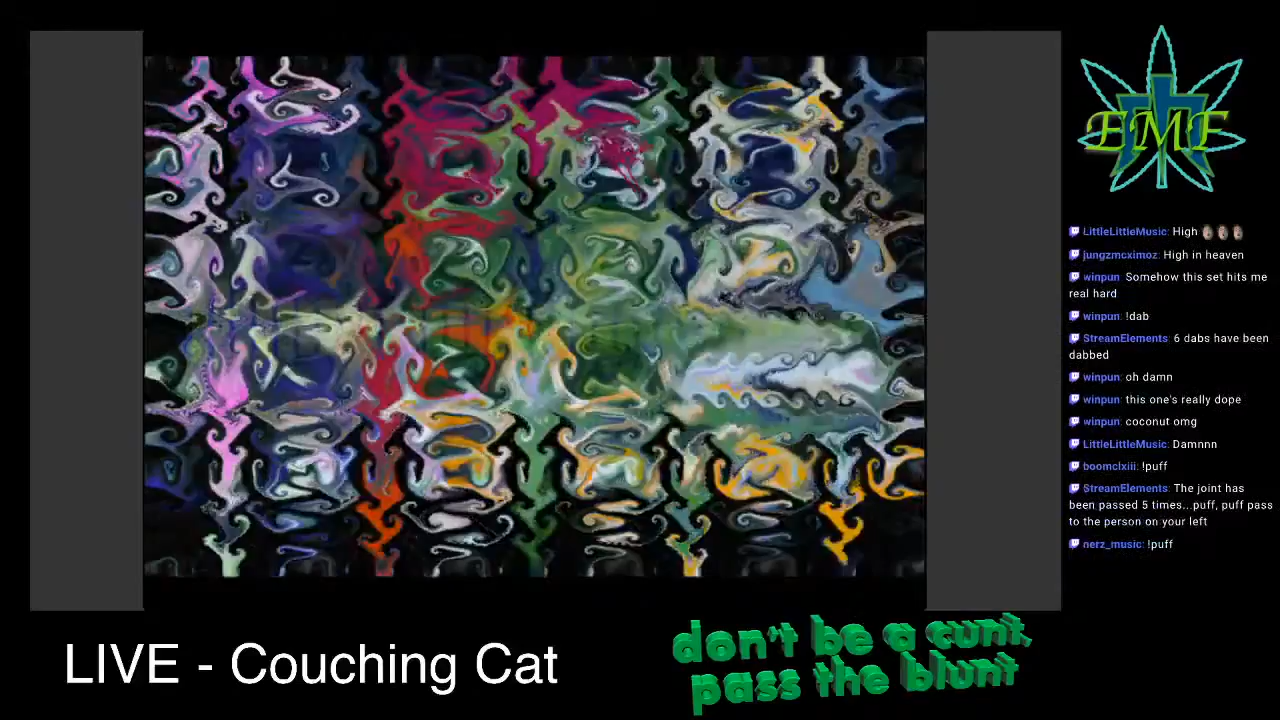 EMF
LittleLittleMusic: High
jungzmcximoz: High in heaven
winpun: Somehow this set hits me
real hard
winpun: !dab
StreamElements: 6 dabs have been
dabbed
winpun: oh damn
winpun: this one's really dope
winpun: coconut omg
LittleLittleMusic: Damnnn
boomclxiii: !puff
StreamElements: The joint has
been passed 5 times...puff, puff pass
to the person on your left
nerz_music: !puff
LIVE - Couching Cat
don't be a cunt,
pass the blunt